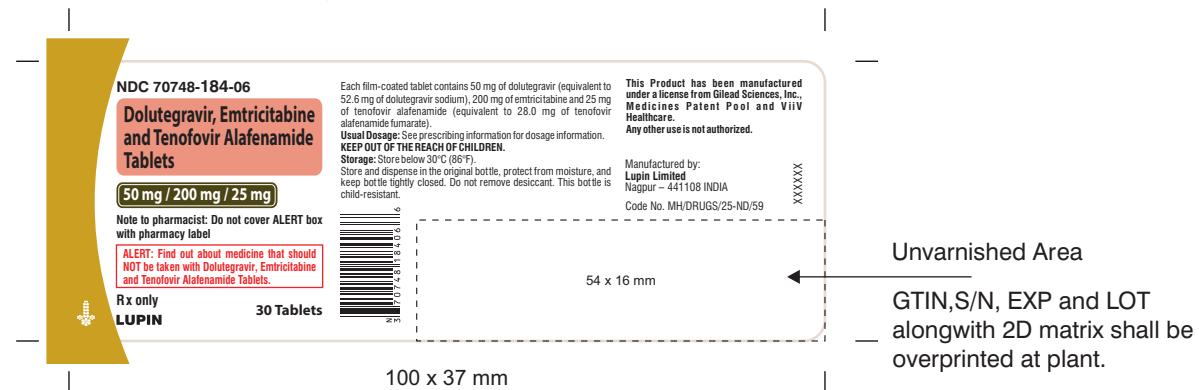 NDC 70748-184-06
Dolutegravir, Emtricitabine
and Tenofovir Alafenamide
Tablets
50 mg / 200 mg / 25 mg
Note to pharmacist: Do not cover ALERT box
with pharmacy label
ALERT: Find out about medicine that should
NOT be taken with Dolutegravir, Emtricitabine
and Tenofovir Alafenamide Tablets.
Rx only
30 Tablets
LUPIN
Each film-coated tablet contains 50 mg of dolutegravir (equivalent to
52.6 mg of dolutegravir sodium), 200 mg of emtricitabine and 25 mg
of tenofovir alafenamide (equivalent to 28.0 mg of tenofovir
alafenamide fumarate).
Usual Dosage: See prescribing information for dosage information.
KEEP OUT OF THE REACH OF CHILDREN.
Storage: Store below 30°C (86°F).
Store and dispense in the original bottle, protect from moisture, and
keep bottle tightly closed. Do not remove desiccant. This bottle is
child-resistant.
N
3 70748 18406 6
This Product has been manufactured
under a license from Gilead Sciences, Inc.,
Medicines Patent Pool and ViiV
Healthcare.
Any other use is not authorized.
Manufactured by:
Lupin Limited
Nagpur – 441108 INDIA
Code No. MH/DRUGS/25-ND/59
XXXXXX
54 x 16 mm
100 x 37 mm
Unvarnished Area
GTIN,S/N, EXP and LOT
alongwith 2D matrix shall be
overprinted at plant.